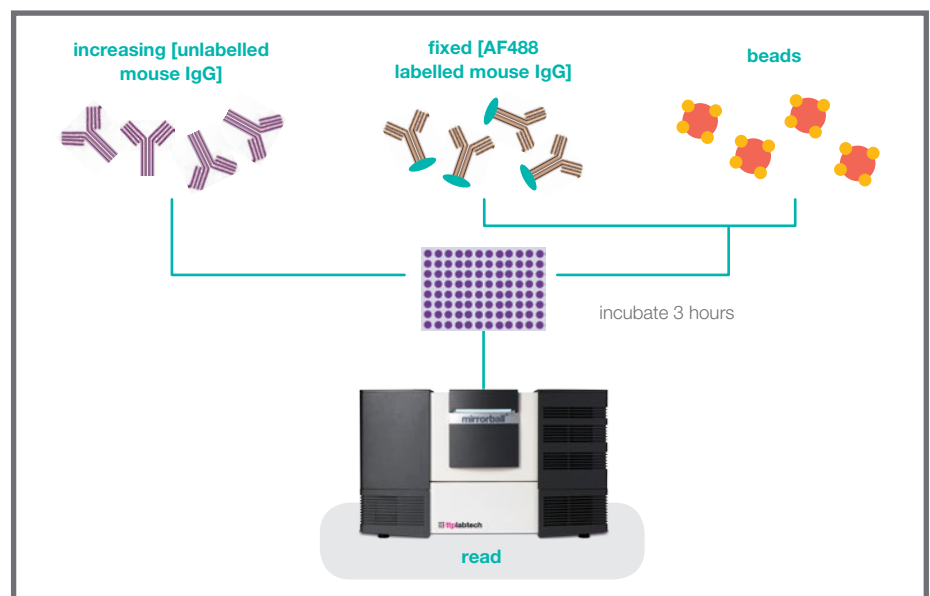 increasing [unlabelled
mouse IgG]
fixed [AF488
labelled mouse IgG]
beads
incubate 3 hours
mirrorball
ttplabtech
read